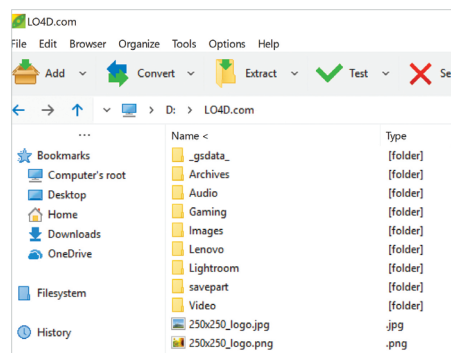 LO4D.com
File Edit Browser Organize Tools Options Help
Add Convert Extract Test Se
D: > LO4D.com
...
Name < Type
Bookmarks
Computer's root
Desktop
Home
Downloads
OneDrive
Filesystem
History
_gsdata_ [folder]
Archives [folder]
Audio [folder]
Gaming [folder]
Images [folder]
Lenovo [folder]
Lightroom [folder]
savepart [folder]
Video [folder]
250x250_logo.jpg .jpg
250x250_logo.png .png